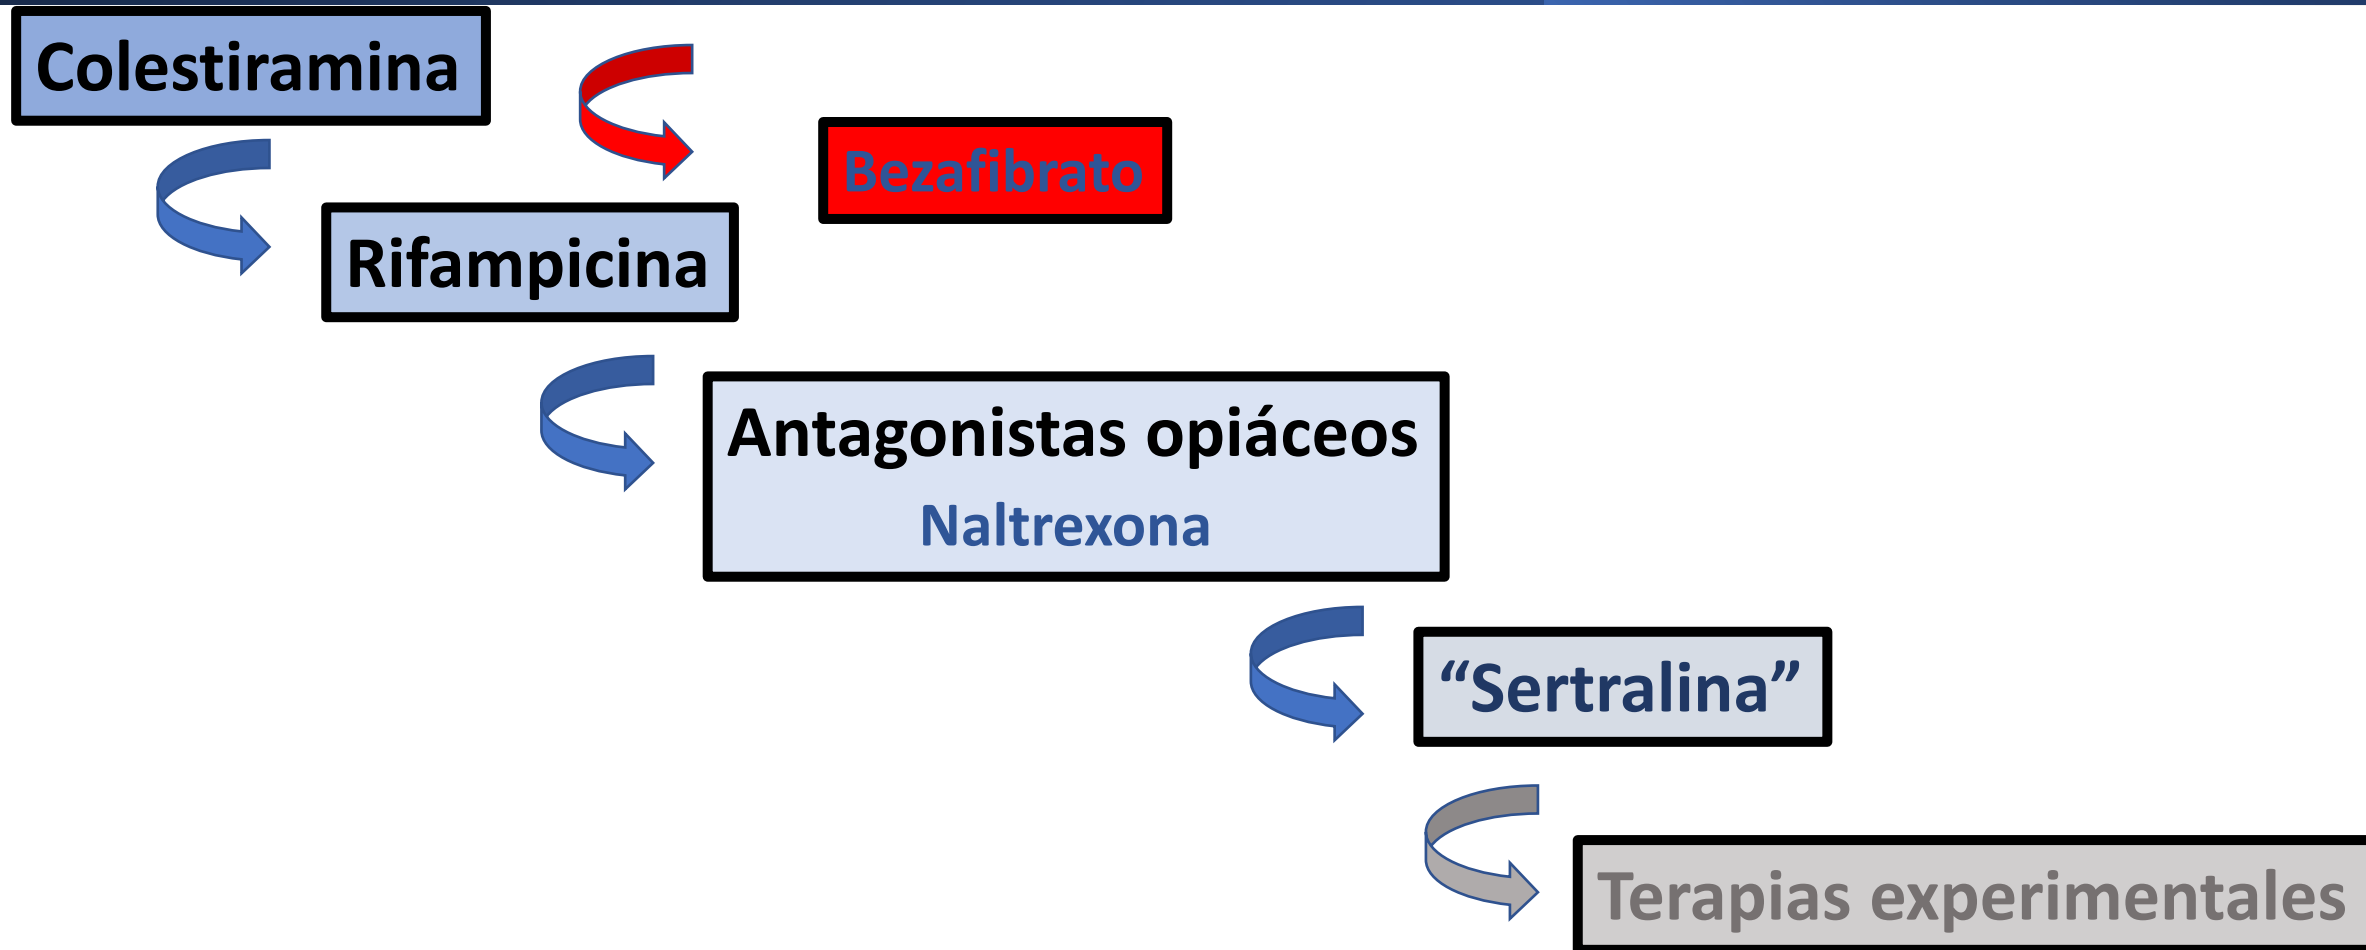 Colestiramina
Bezafibrato
Rifampicina
Antagonistas opiáceos
Naltrexona
“Sertralina”
Terapias experimentales